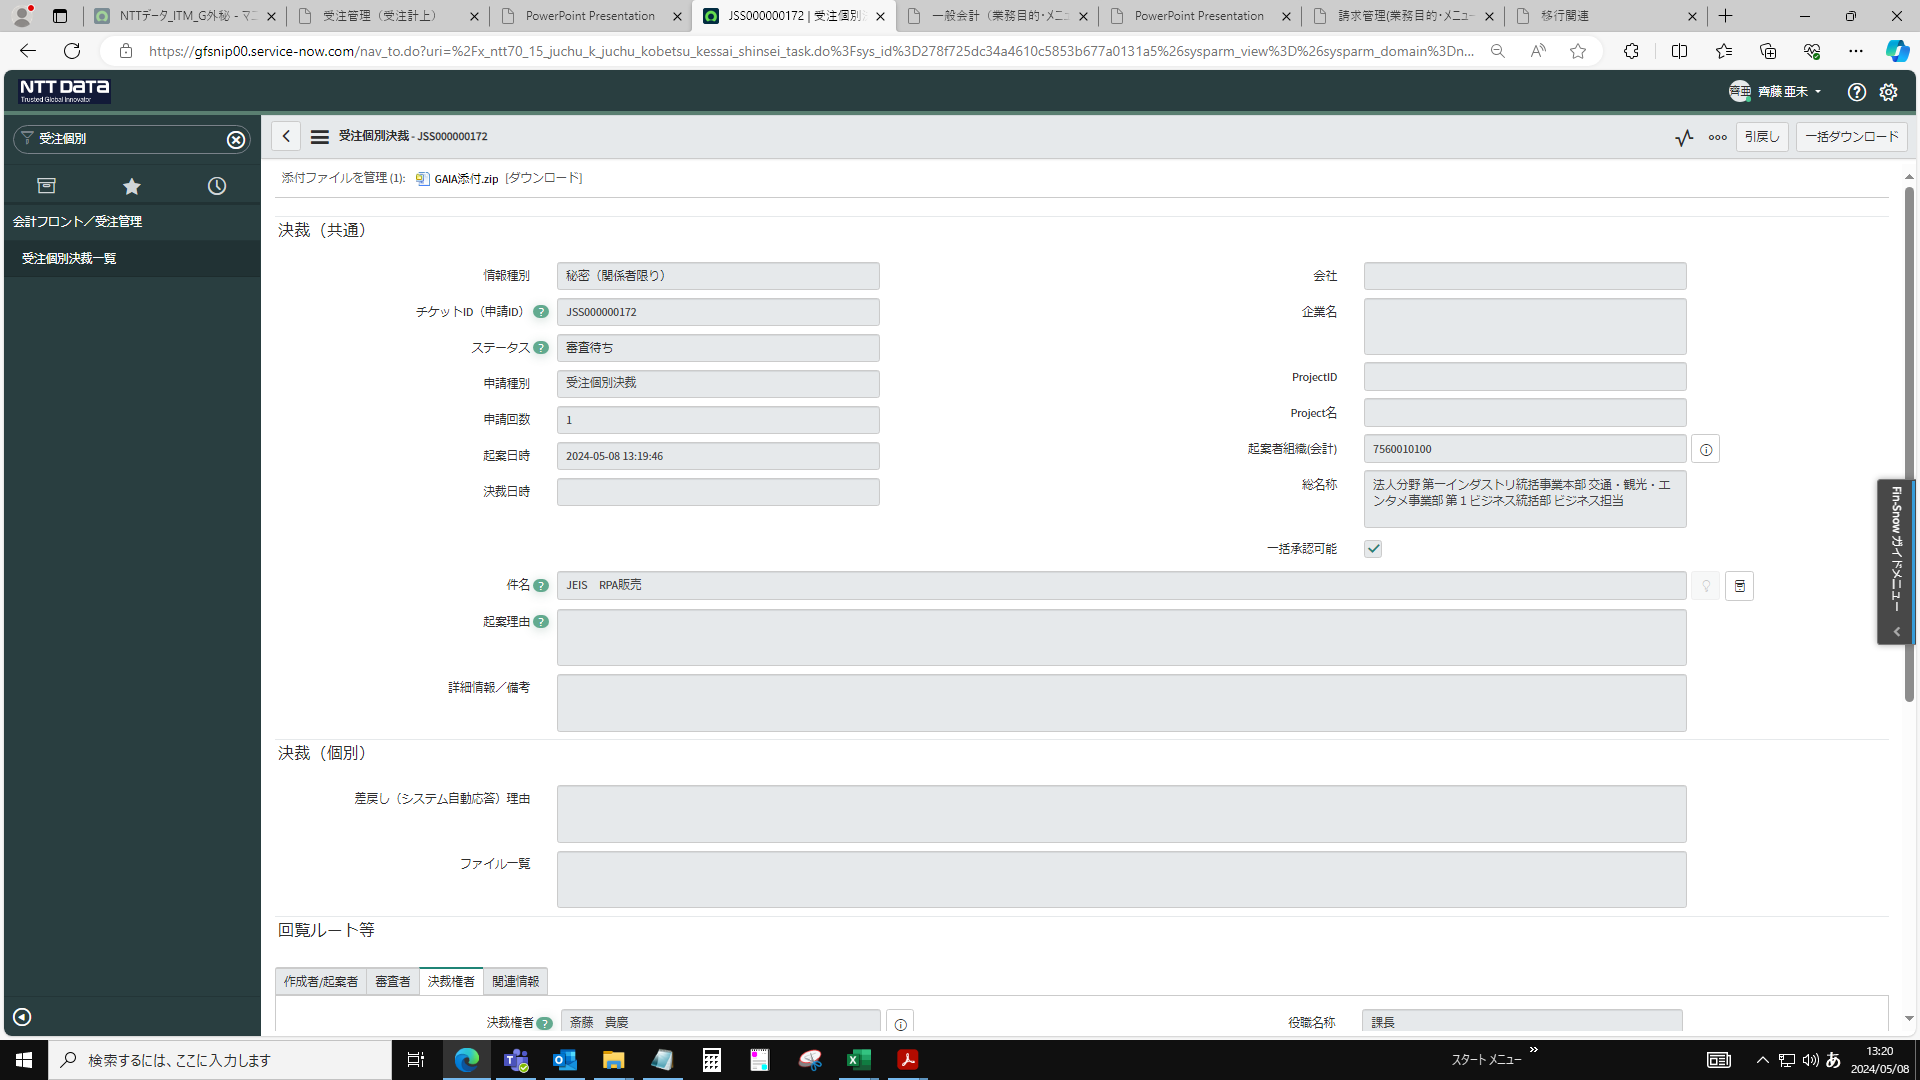 NTTデータ_ITM_G外秘 - マニ
受注管理（受注計上）
PowerPoint Presentation
JSS000000172 | 受注個別
一般会計（業務目的・メニュ
PowerPoint Presentation
請求管理(業務目的・メニュー
移行関連
https://gfsnip00.service-now.com/nav_to.do?uri=%2Fx_ntt70_15_juchu_k_juchu_kobetsu_kessai_shinsei_task.do%3Fsys_id%3D278f725dc34a4610c5853b677a0131a5%26sysparm_view%3D%26sysparm_domain%3Dn...
NTT DATA
Trusted Global Innovator
齊藤 亜未
受注個別
受注個別決裁 - JSS000000172
引戻し
一括ダウンロード
会計フロント／受注管理
受注個別決裁一覧
添付ファイルを管理 (1):
GAIA添付.zip
[ダウンロード]
決裁（共通）
情報種別
秘密（関係者限り）
チケットID（申請ID）
JSS000000172
ステータス
審査待ち
申請種別
受注個別決裁
申請回数
1
起案日時
2024-05-08 13:19:46
決裁日時
会社
企業名
ProjectID
Project名
起案者組織(会計)
7560010100
総名称
法人分野 第一インダストリ統括事業本部 交通・観光・エ
ンタメ事業部 第１ビジネス統括部 ビジネス担当
一括承認可能
件名
JEIS　RPA販売
起案理由
詳細情報／備考
決裁（個別）
差戻し（システム自動応答）理由
ファイル一覧
回覧ルート等
作成者/起案者
審査者
決裁権者
関連情報
決裁権者
斎藤　貴慶
役職名称
課長
Fin-Snow ガイドメニュー
検索するには、ここに入力します
スタート メニュー
あ
13:20
2024/05/08